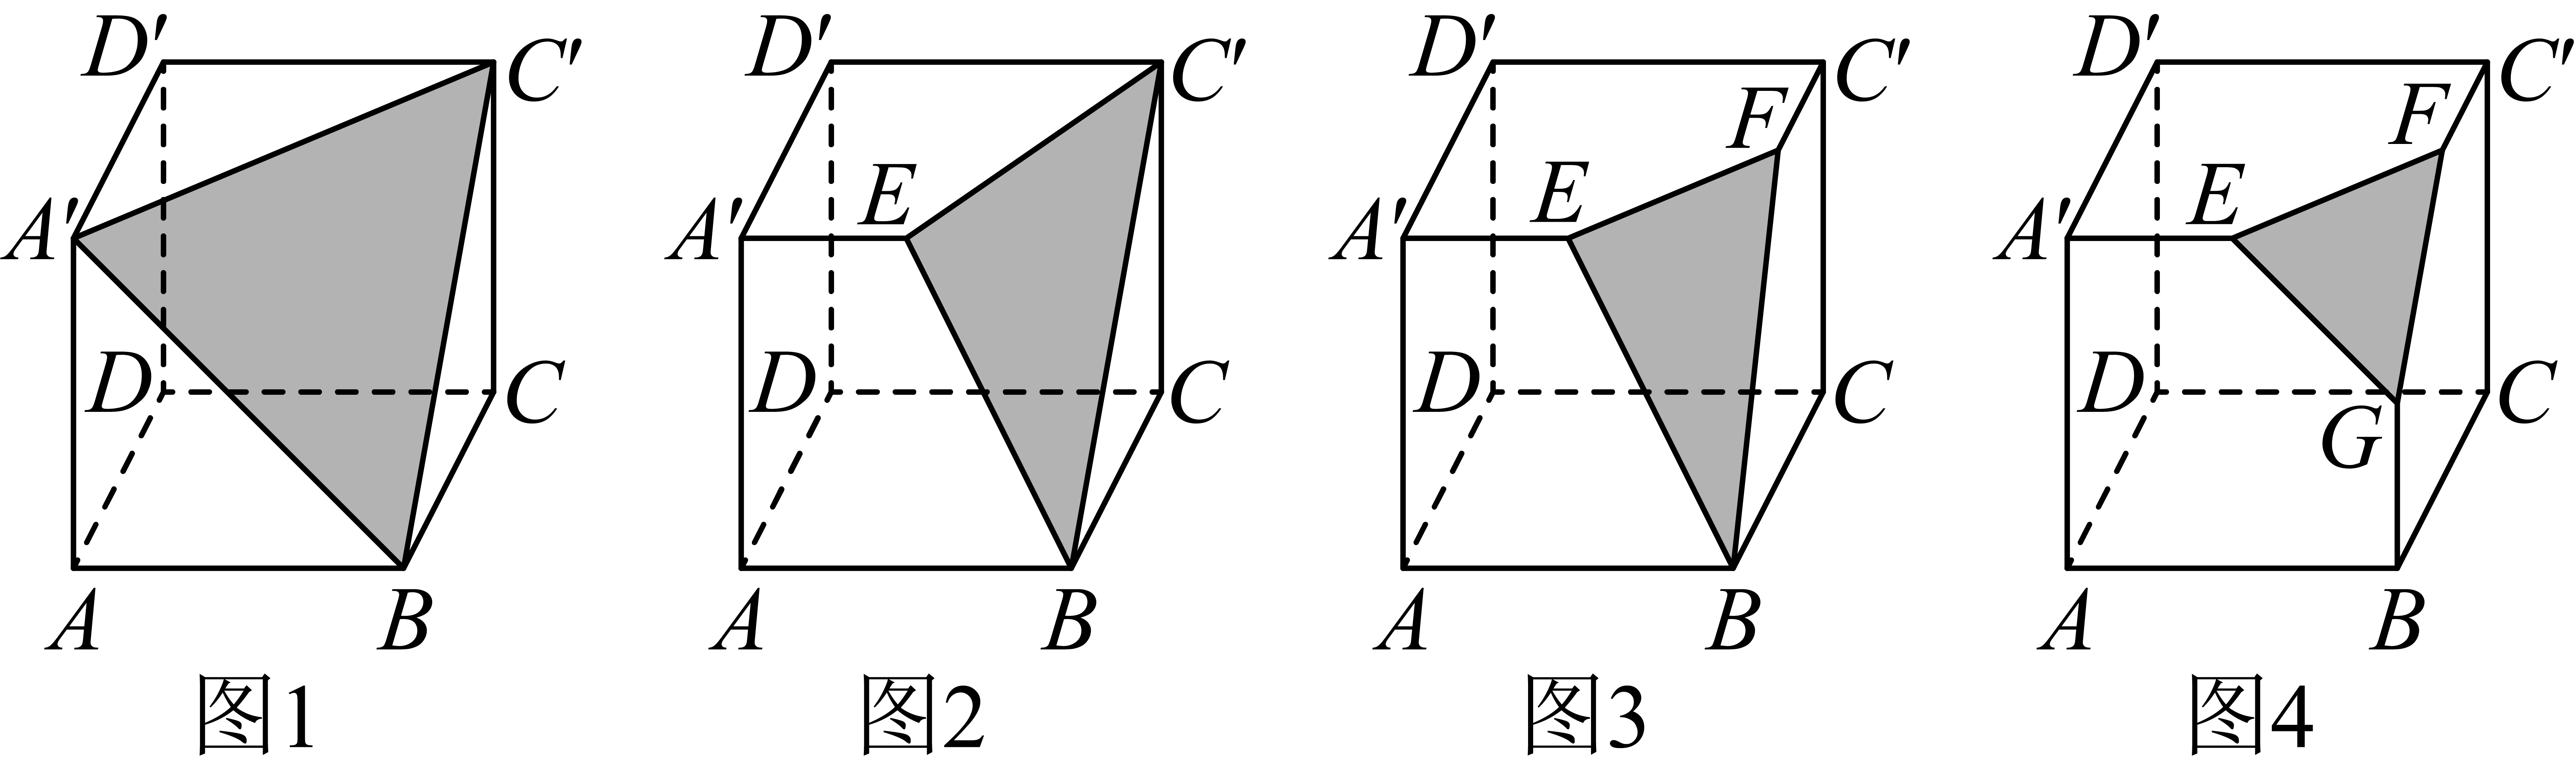 D′ C′ D′ C′ D′ C′ D′ C′
F F
A′ A′ E A′ E A′ E
D C D C D C D C
G
A B A B A B A B
图1 图2 图3 图4